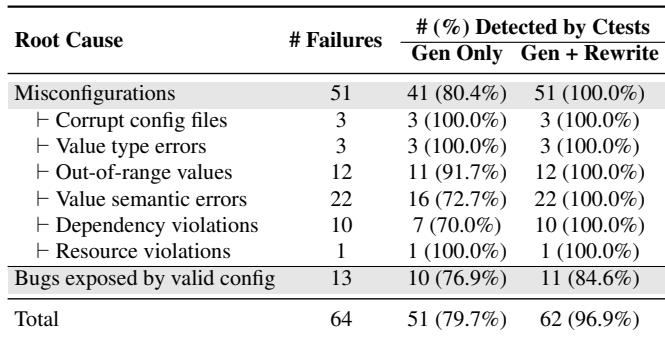 # (%) Detected by Ctests
Root Cause # Failures Gen Only Gen + Rewrite
Misconfigurations 51 41 (80.4%) 51 (100.0%)
⊢ Corrupt config files 3 3 (100.0%) 3 (100.0%)
⊢ Value type errors 3 3 (100.0%) 3 (100.0%)
⊢ Out-of-range values 12 11 (91.7%) 12 (100.0%)
⊢ Value semantic errors 22 16 (72.7%) 22 (100.0%)
⊢ Dependency violations 10 7 (70.0%) 10 (100.0%)
⊢ Resource violations 1 1 (100.0%) 1 (100.0%)
Bugs exposed by valid config 13 10 (76.9%) 11 (84.6%)
Total 64 51 (79.7%) 62 (96.9%)